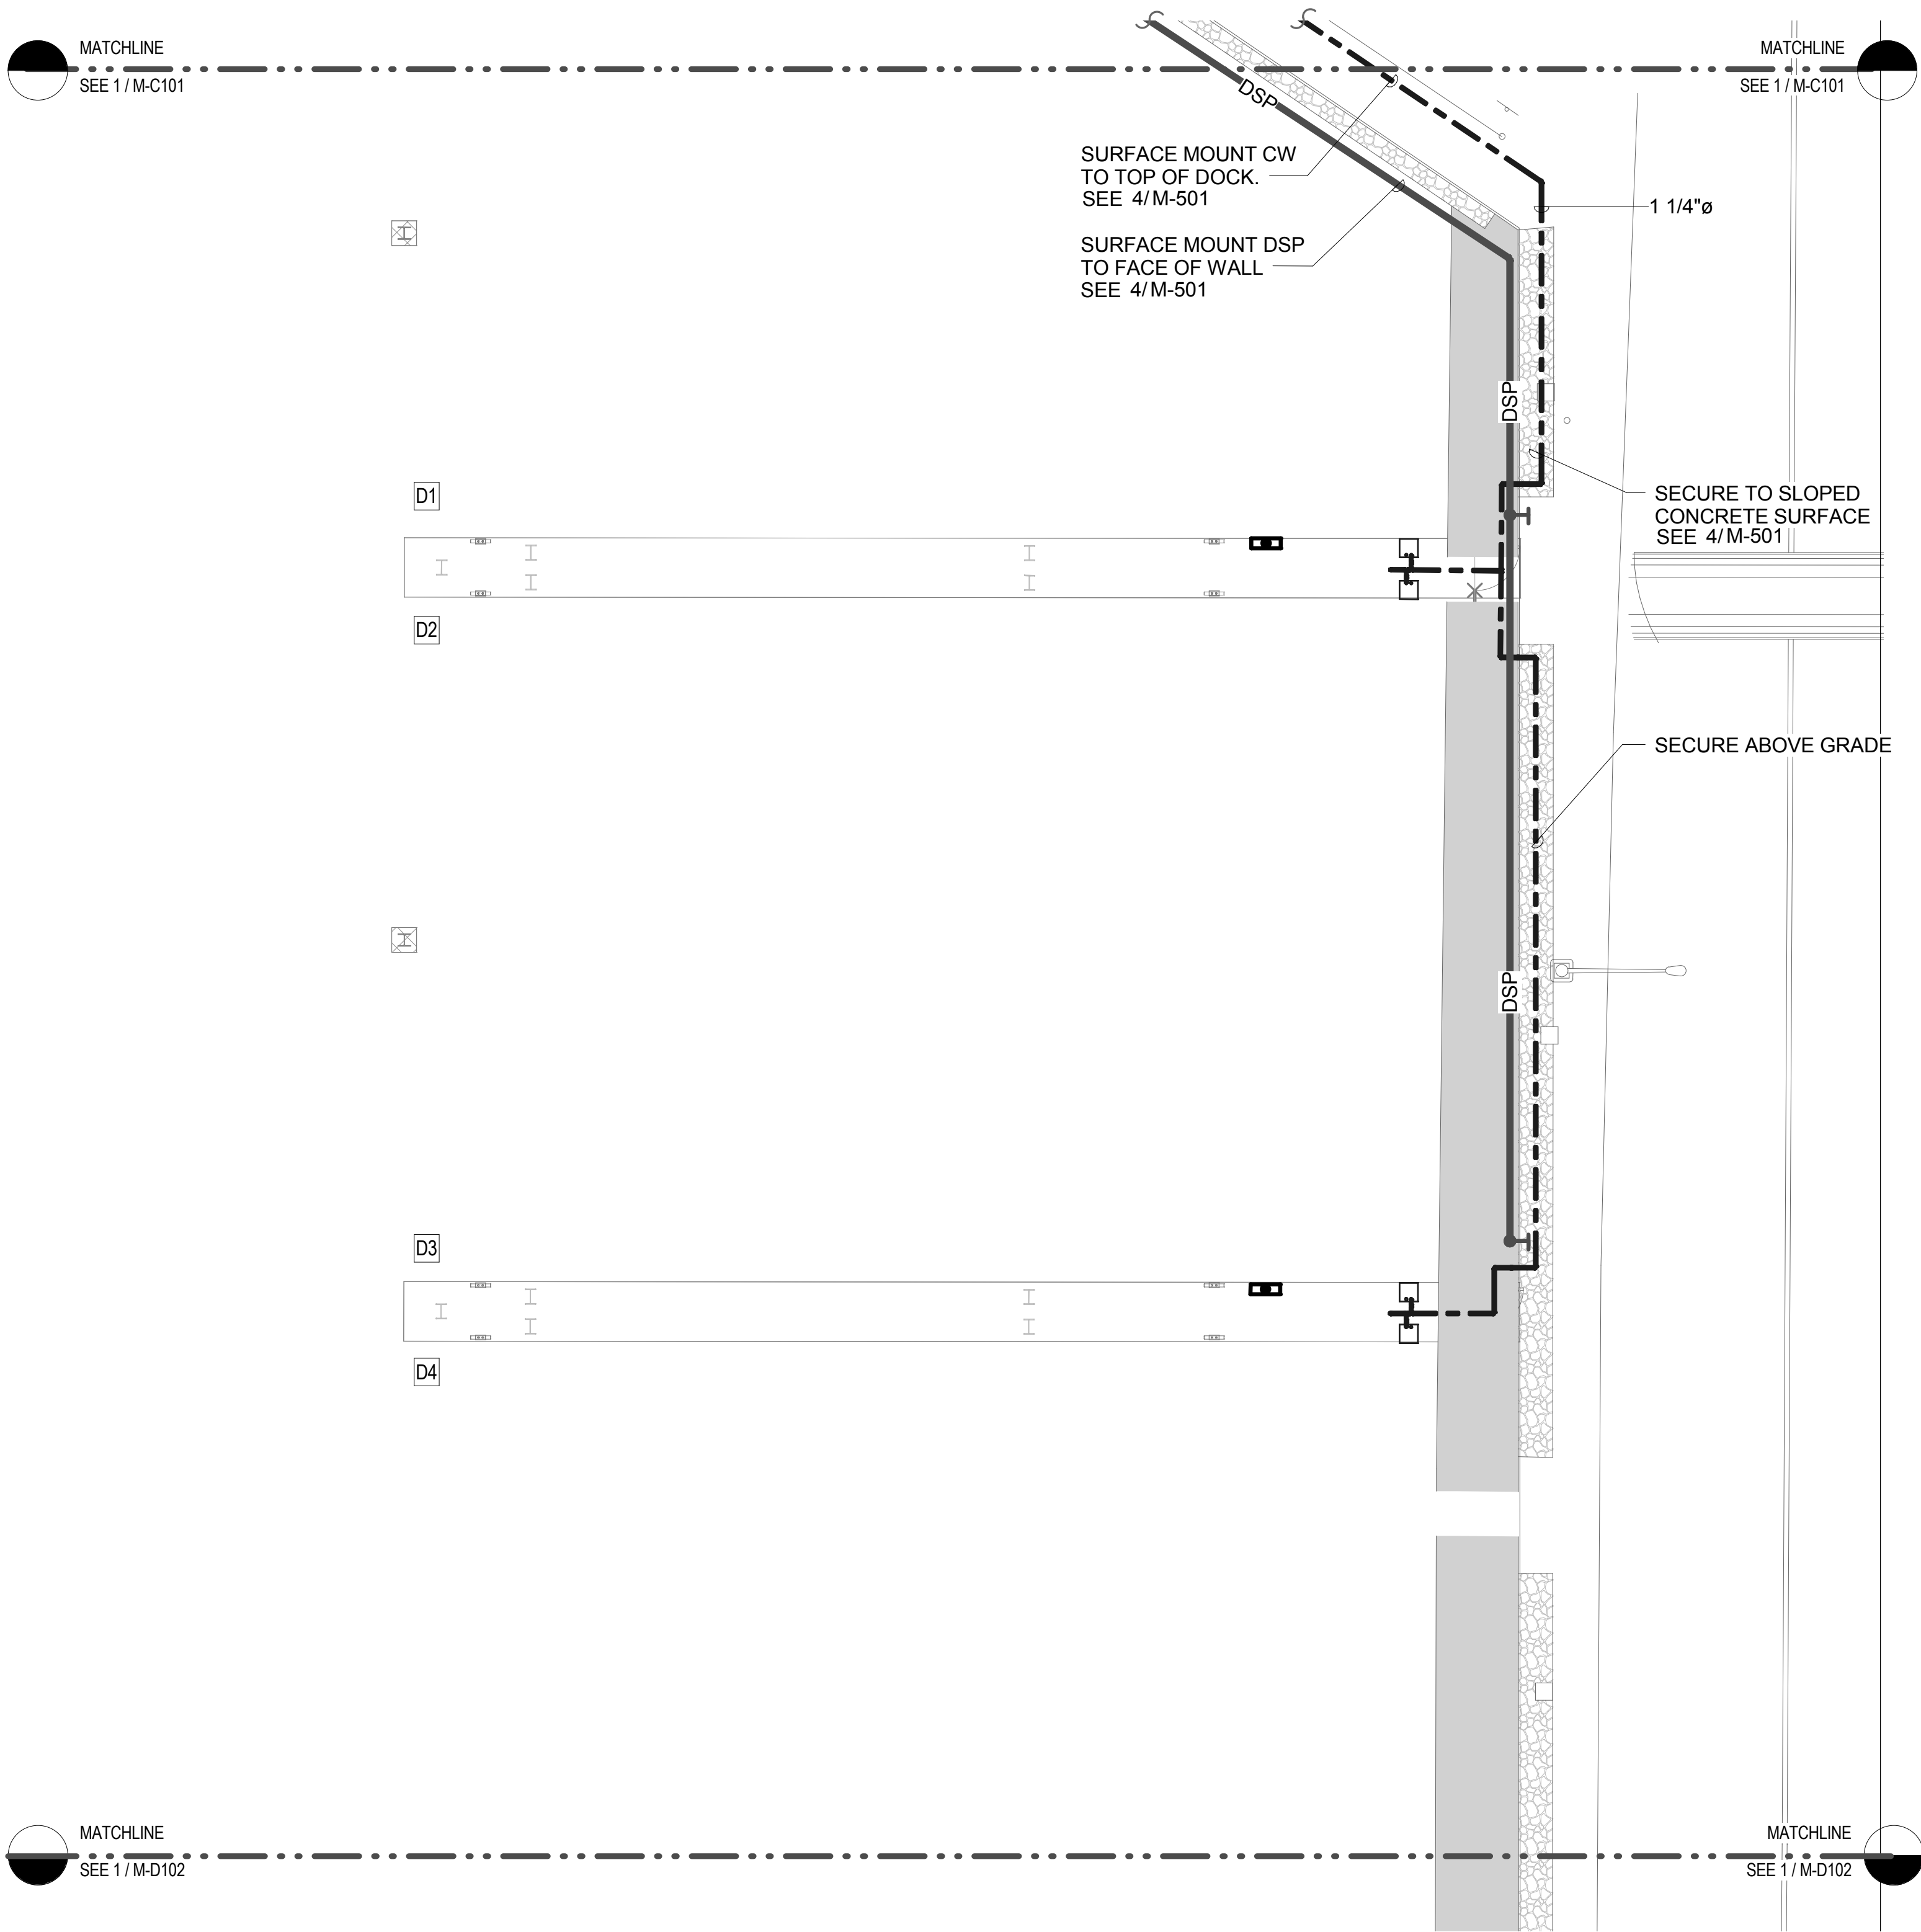 MATCHLINE
SEE 1 / M-C101
MATCHLINE
SEE 1 / M-C101
DSP
SURFACE MOUNT CW
TO TOP OF DOCK.
SEE 4/ M-501
1 1/4"ø
SURFACE MOUNT DSP
TO FACE OF WALL
SEE 4/ M-501
DSP
D1
SECURE TO SLOPED
CONCRETE SURFACE
SEE 4/ M-501
D2
SECURE ABOVE GRADE
DSP
D3
D4
MATCHLINE
SEE 1 / M-D102
MATCHLINE
SEE 1 / M-D102